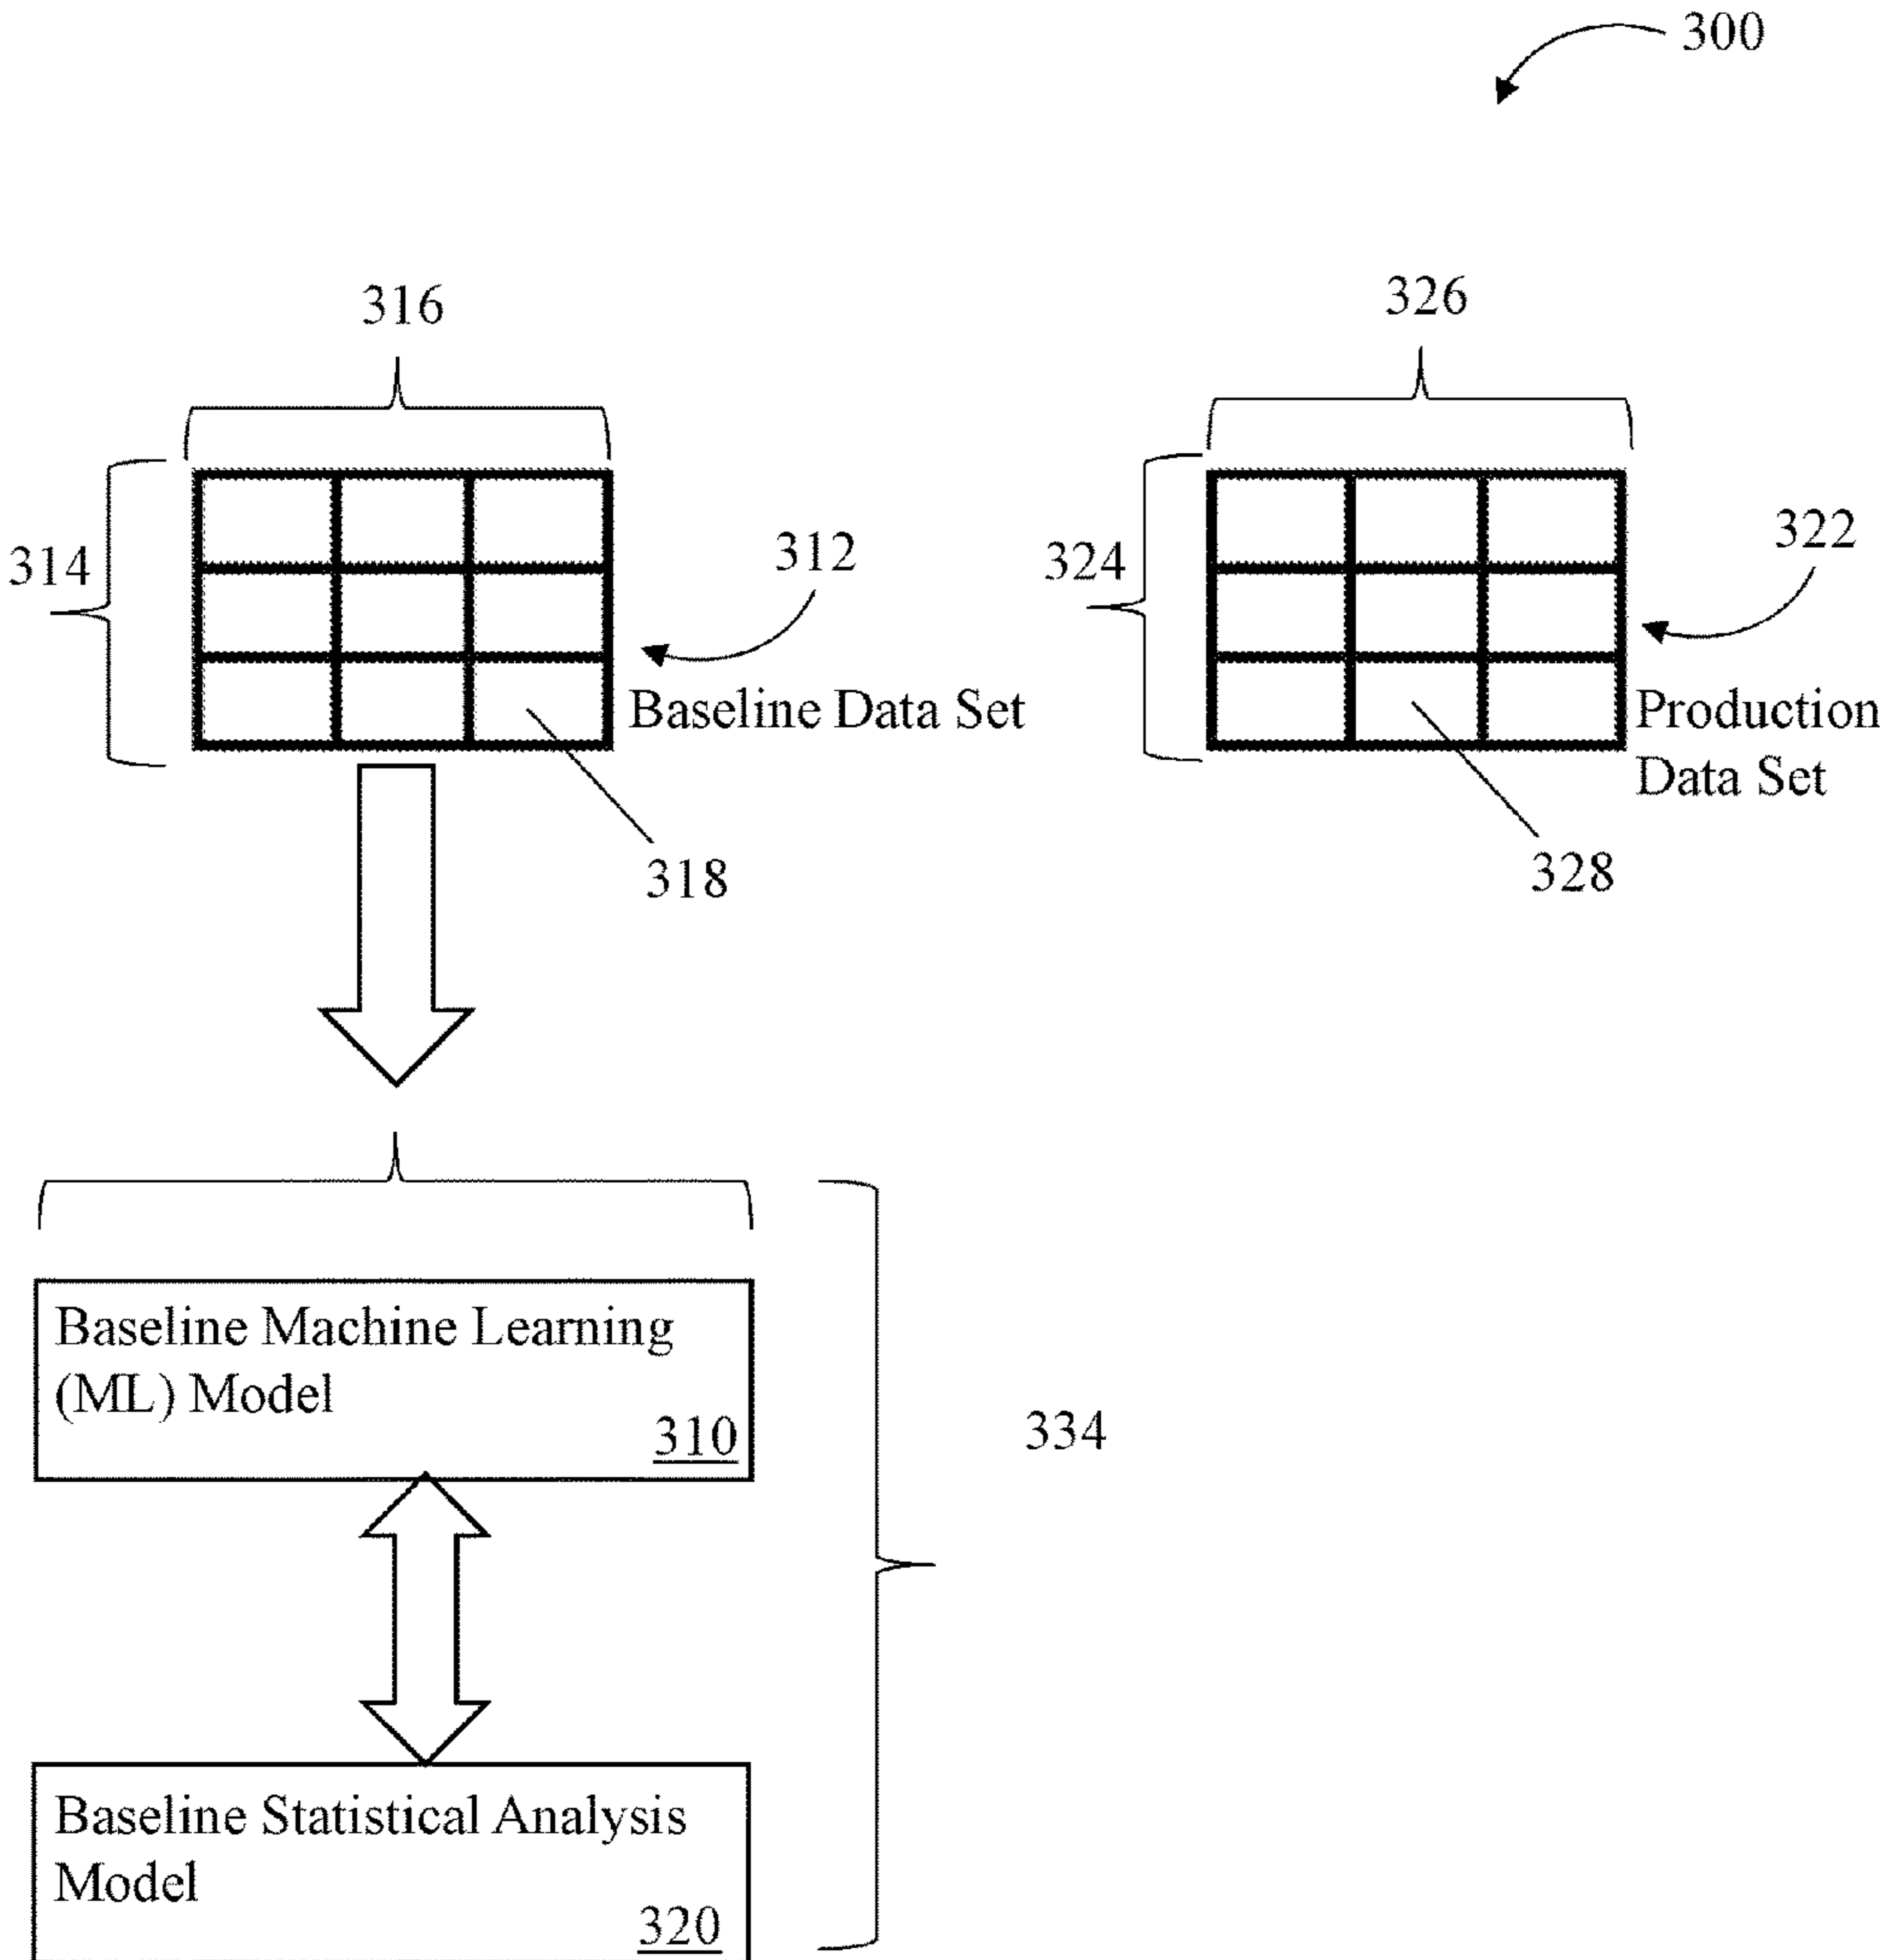 300
316
326
314
312
324
322
Baseline Data Set
Production
Data Set
318
328
Baseline Machine Learning
(ML) Model
310
334
Baseline Statistical Analysis
Model
320